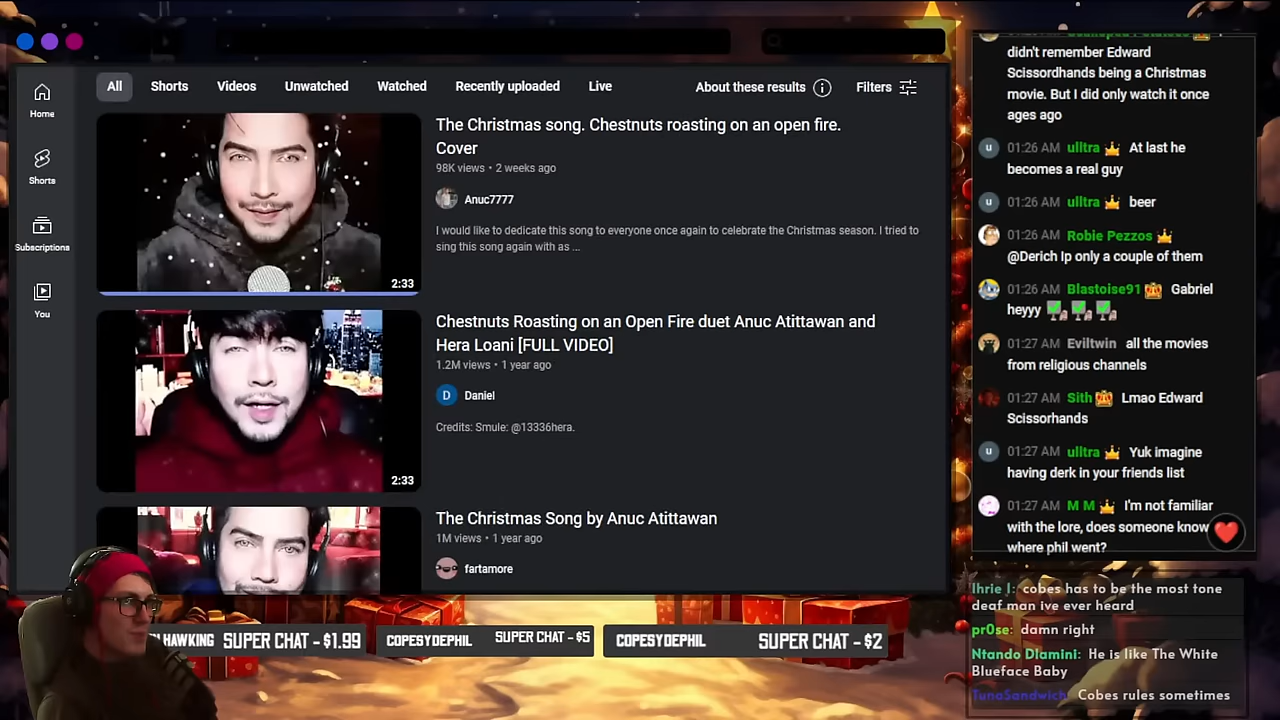 All
Shorts
Videos
Unwatched
Watched
Recently uploaded
Live
About these results
Filters
Home
Shorts
Subscriptions
You
2:33
The Christmas song. Chestnuts roasting on an open fire.
Cover
98K views • 2 weeks ago
Anuc7777
I would like to dedicate this song to everyone once again to celebrate the Christmas season. I tried to
sing this song again with as ...
2:33
Chestnuts Roasting on an Open Fire duet Anuc Atittawan and
Hera Loani [FULL VIDEO]
1.2M views • 1 year ago
D Daniel
Credits: Smule: @13336hera.
The Christmas Song by Anuc Atittawan
1M views • 1 year ago
fartamore
HAWKING SUPER CHAT - $1.99
COPESYDEPHIL SUPER CHAT - $5
COPESYDEPHIL SUPER CHAT - $2
didn't remember Edward
Scissordhands being a Christmas
movie. But I did only watch it once
ages ago
u 01:26 AM ulltra At last he
becomes a real guy
u 01:26 AM ulltra beer
01:26 AM Robie Pezzos
@Derich Ip only a couple of them
01:26 AM Blastoise91 Gabriel
heyyy
01:27 AM Eviltwin all the movies
from religious channels
01:27 AM Sith Lmao Edward
Scissorhands
u 01:27 AM ulltra Yuk imagine
having derk in your friends list
01:27 AM M M I'm not familiar
with the lore, does someone know
where phil went?
Ihrie I: cobes has to be the most tone
deaf man ive ever heard
pr0se: damn right
Ntando Dlamini: He is like The White
Blueface Baby
TunaSandwich Cobes rules sometimes